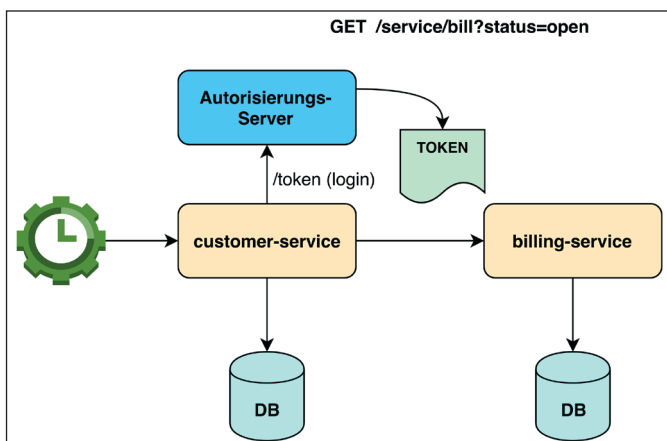 GET /service/bill?status=open
Autorisierungs-
Server
TOKEN
/token (login)
customer-service
billing-service
DB
DB